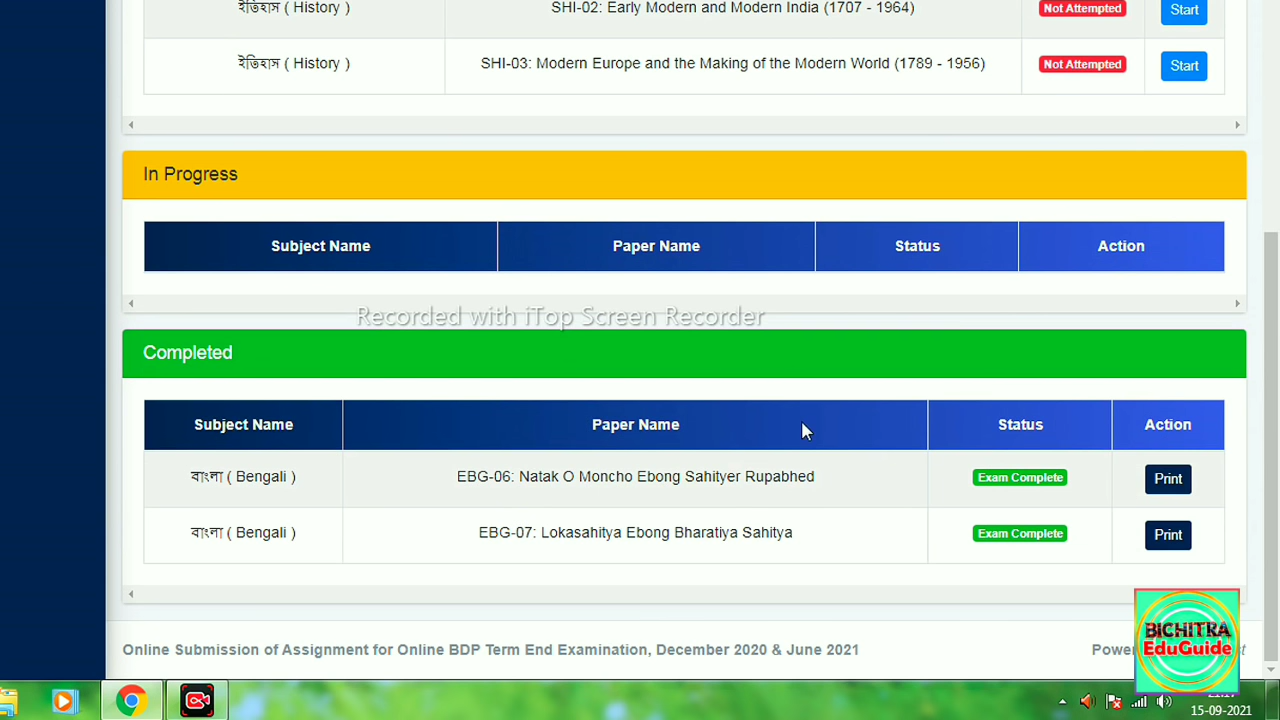 ইতিহাস ( History ) SHI-02: Early Modern and Modern India (1707 - 1964) Not Attempted Start
ইতিহাস ( History ) SHI-03: Modern Europe and the Making of the Modern World (1789 - 1956) Not Attempted Start
In Progress
Subject Name Paper Name Status Action
Recorded with iTop Screen Recorder
Completed
Subject Name Paper Name Status Action
বাংলা ( Bengali ) EBG-06: Natak O Moncho Ebong Sahityer Rupabhed Exam Complete Print
বাংলা ( Bengali ) EBG-07: Lokasahitya Ebong Bharatiya Sahitya Exam Complete Print
BICHITRA
EduGuide
Online Submission of Assignment for Online BDP Term End Examination, December 2020 & June 2021
15-09-2021